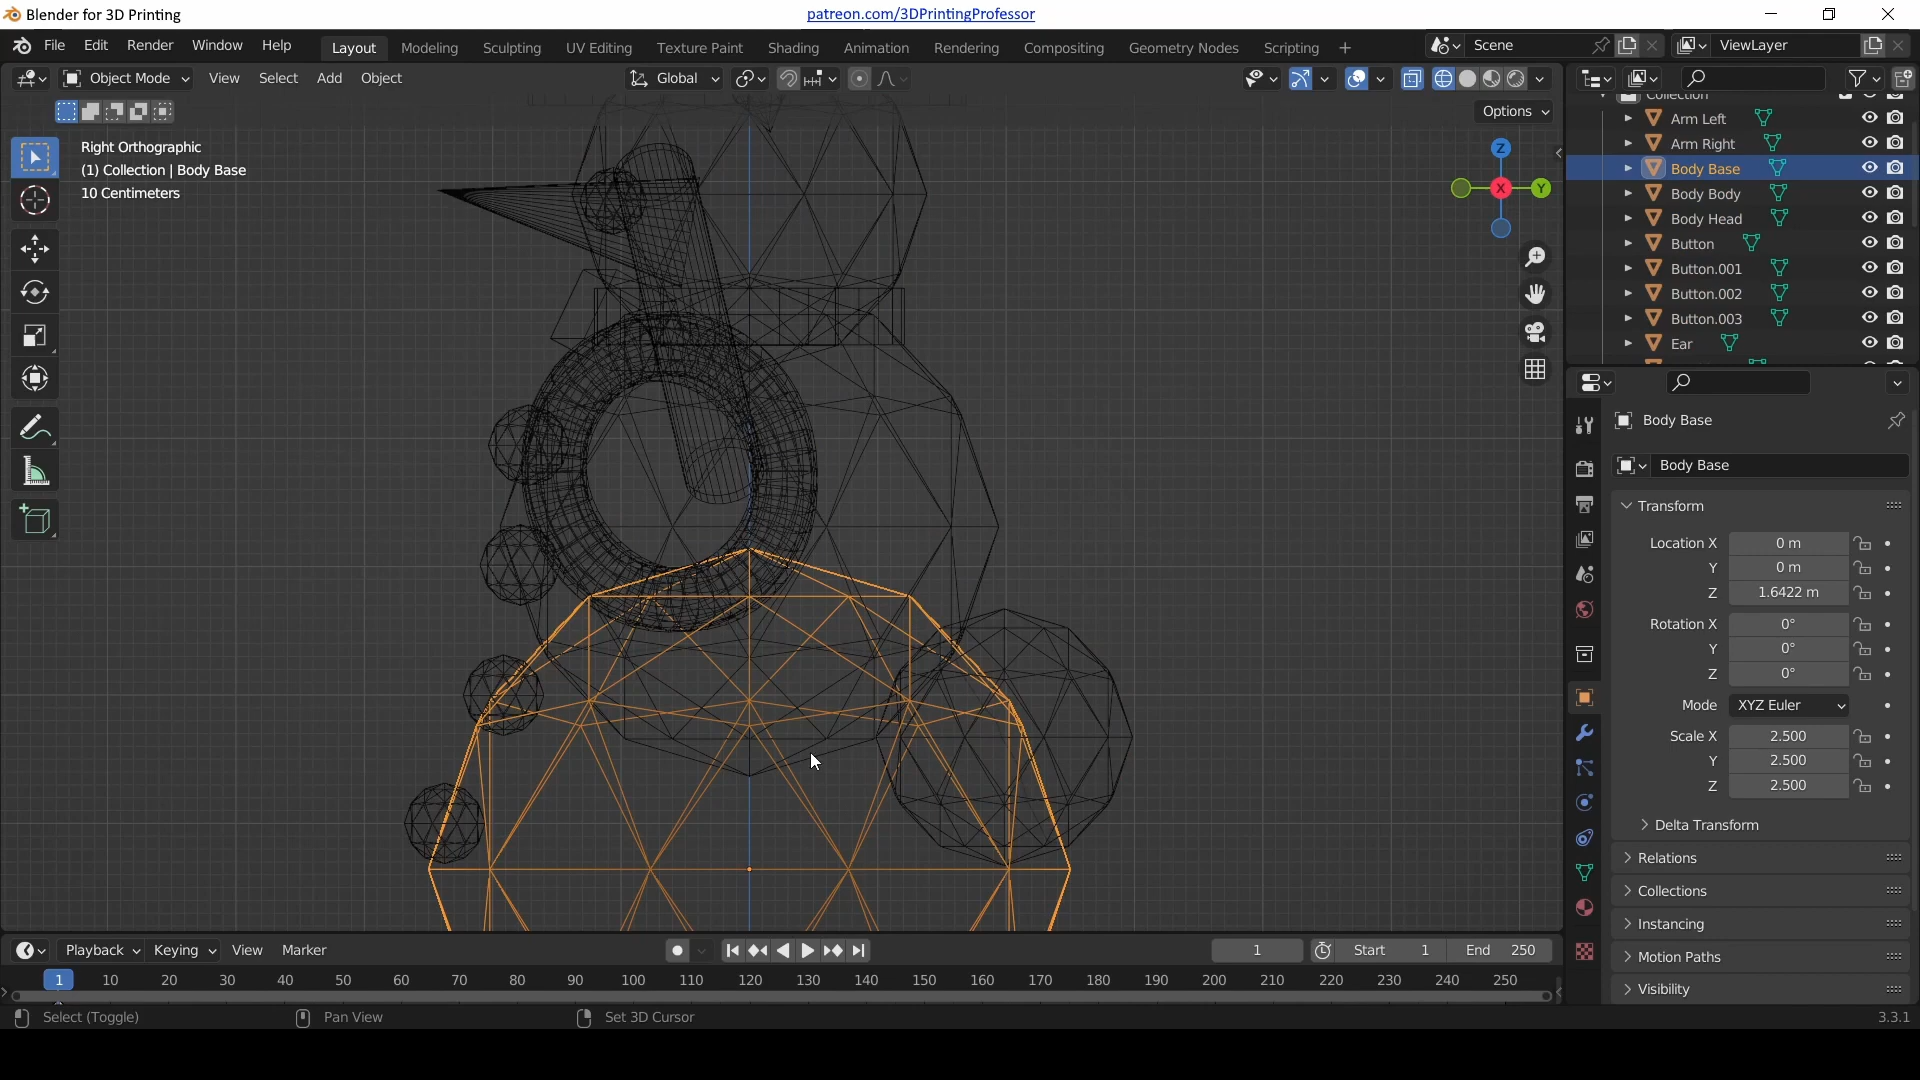 Blender for 3D Printing
patreon.com/3DPrintingProfessor
File Edit Render Window Help
Layout Modeling Sculpting UV Editing Texture Paint Shading Animation Rendering Compositing Geometry Nodes Scripting +
Scene
ViewLayer
Object Mode View Select Add Object
Global
Options
Right Orthographic
(1) Collection | Body Base
10 Centimeters
Z
X
Y
Collection
Arm Left
Arm Right
Body Base
Body Body
Body Head
Button
Button.001
Button.002
Button.003
Ear
Body Base
Body Base
Transform
Location X 0 m
Y 0 m
Z 1.6422 m
Rotation X 0°
Y 0°
Z 0°
Mode XYZ Euler
Scale X 2.500
Y 2.500
Z 2.500
Delta Transform
Relations
Collections
Instancing
Motion Paths
Visibility
Playback Keying View Marker
1
Start 1
End 250
1 10 20 30 40 50 60 70 80 90 100 110 120 130 140 150 160 170 180 190 200 210 220 230 240 250
Select (Toggle)
Pan View
Set 3D Cursor
3.3.1